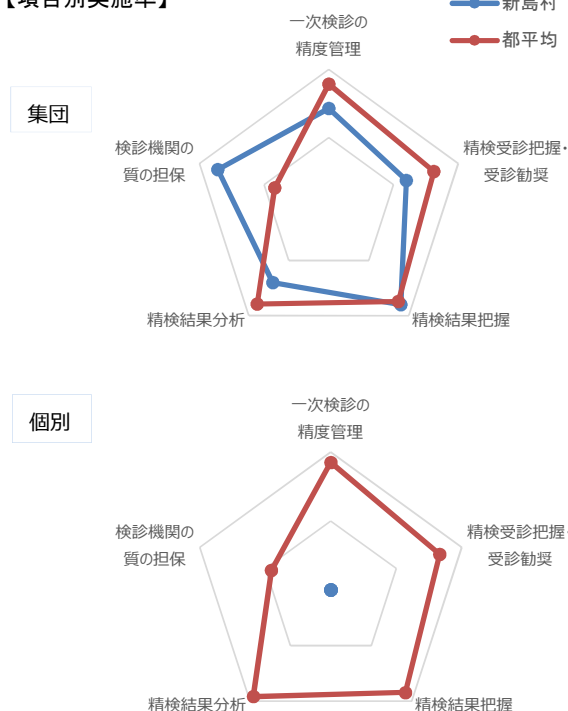 【項目別実施率】
新島村
都平均
集団
一次検診の
精度管理
精検受診把握・
受診勧奨
精検結果把握
精検結果分析
検診機関の
質の担保
個別
一次検診の
精度管理
精検受診把握・
受診勧奨
精検結果把握
精検結果分析
検診機関の
質の担保